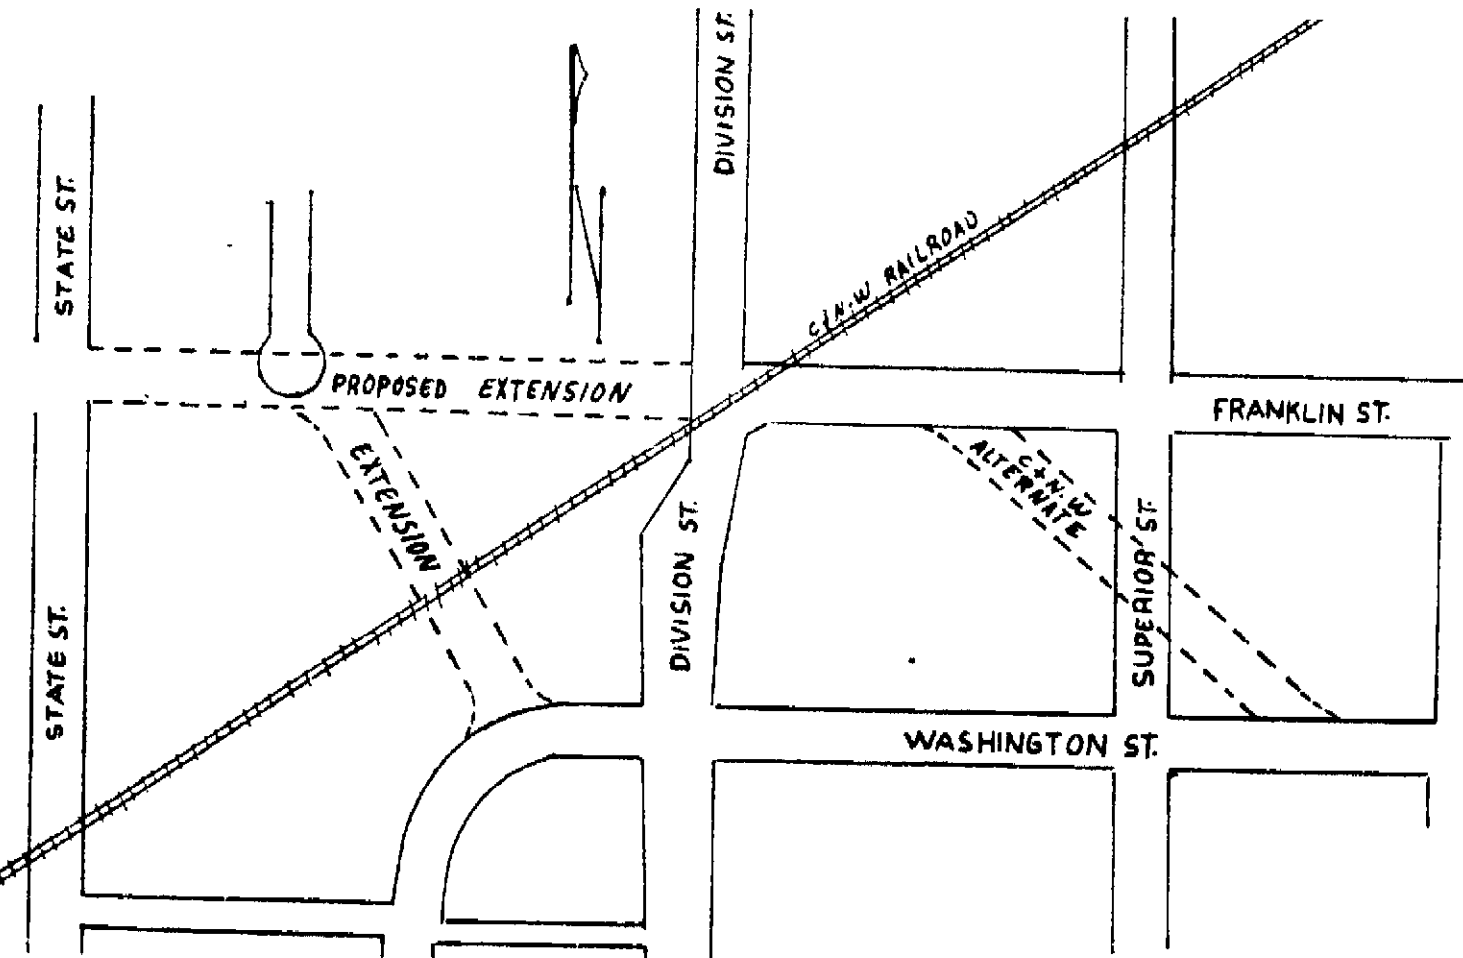 DIVISION ST.
STATE ST.
C&N.W RAILROAD
PROPOSED EXTENSION
FRANKLIN ST.
EXTENSION
C+N.W
ALTERNATE
DIVISION ST.
SUPERIOR ST.
STATE ST.
WASHINGTON ST.